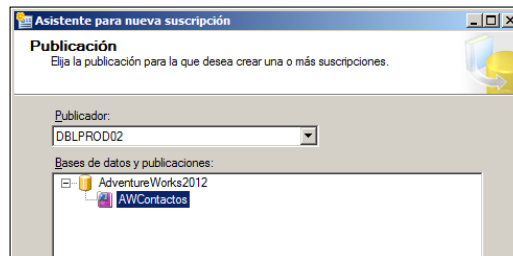 Asistente para nueva suscripción
Publicación
Elija la publicación para la que desea crear una o más suscripciones.
Publicador:
DBLPROD02
Bases de datos y publicaciones:
AdventureWorks2012
AWContactos